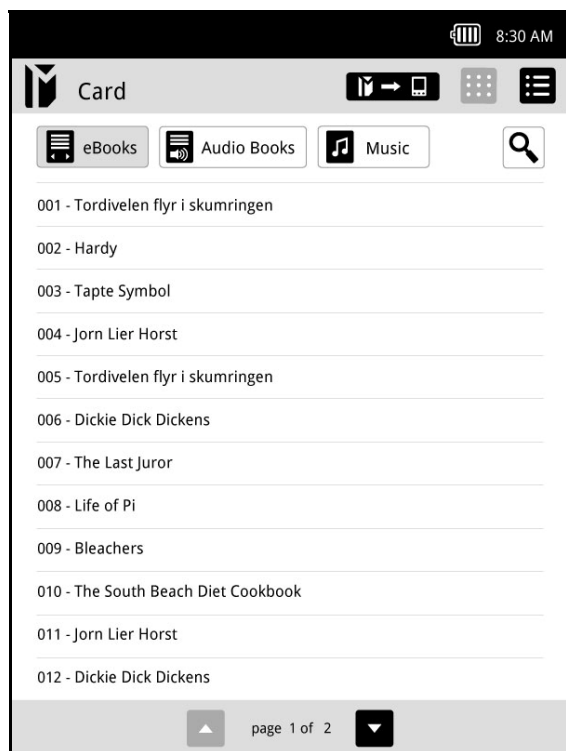 8:30 AM
Card
eBooks Audio Books Music
001 - Tordivelen flyr i skumringen
002 - Hardy
003 - Tapte Symbol
004 - Jorn Lier Horst
005 - Tordivelen flyr i skumringen
006 - Dickie Dick Dickens
007 - The Last Juror
008 - Life of Pi
009 - Bleachers
010 - The South Beach Diet Cookbook
011 - Jorn Lier Horst
012 - Dickie Dick Dickens
page 1 of 2